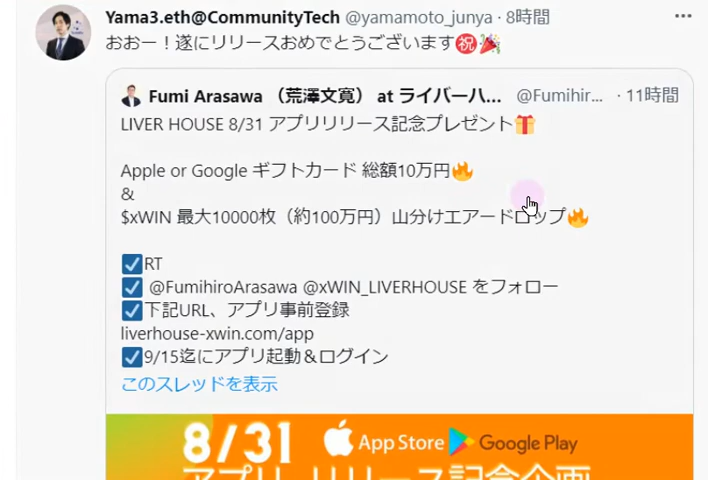 Yama3.eth@CommunityTech @yamamoto_junya · 8時間
おおー！遂にリリースおめでとうございます㊗🎉
Fumi Arasawa （荒澤文寛） at ライバーハ... @Fumihir... · 11時間
LIVER HOUSE 8/31 アプリリリース記念プレゼント🎁
Apple or Google ギフトカード 総額10万円🔥
&
$xWIN 最大10000枚（約100万円）山分けエアードロップ🔥
☑RT
☑ @FumihiroArasawa @xWIN_LIVERHOUSE をフォロー
☑下記URL、アプリ事前登録
liverhouse-xwin.com/app
☑9/15迄にアプリ起動＆ログイン
このスレッドを表示
8/31 App Store Google Play
アプリ リリース記念企画